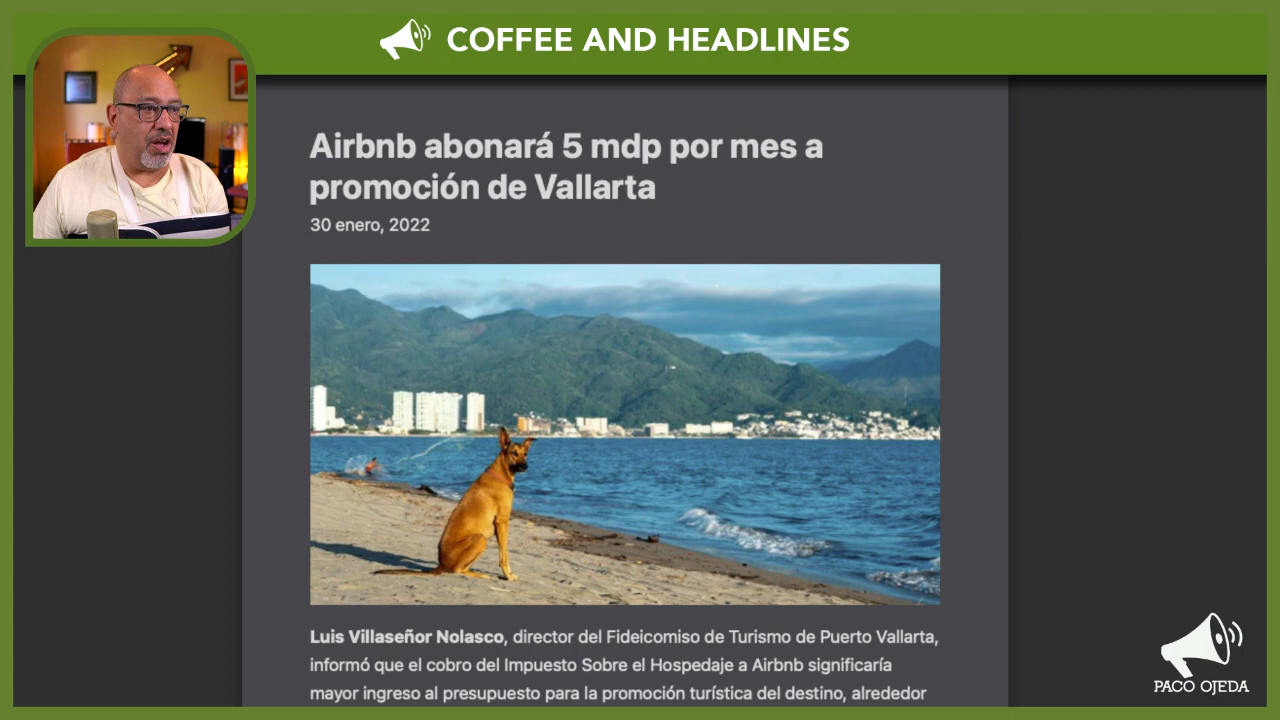 COFFEE AND HEADLINES
Airbnb abonará 5 mdp por mes a
promoción de Vallarta
30 enero, 2022
Luis Villaseñor Nolasco, director del Fideicomiso de Turismo de Puerto Vallarta,
informó que el cobro del Impuesto Sobre el Hospedaje a Airbnb significaría
mayor ingreso al presupuesto para la promoción turística del destino, alrededor
PACO OJEDA